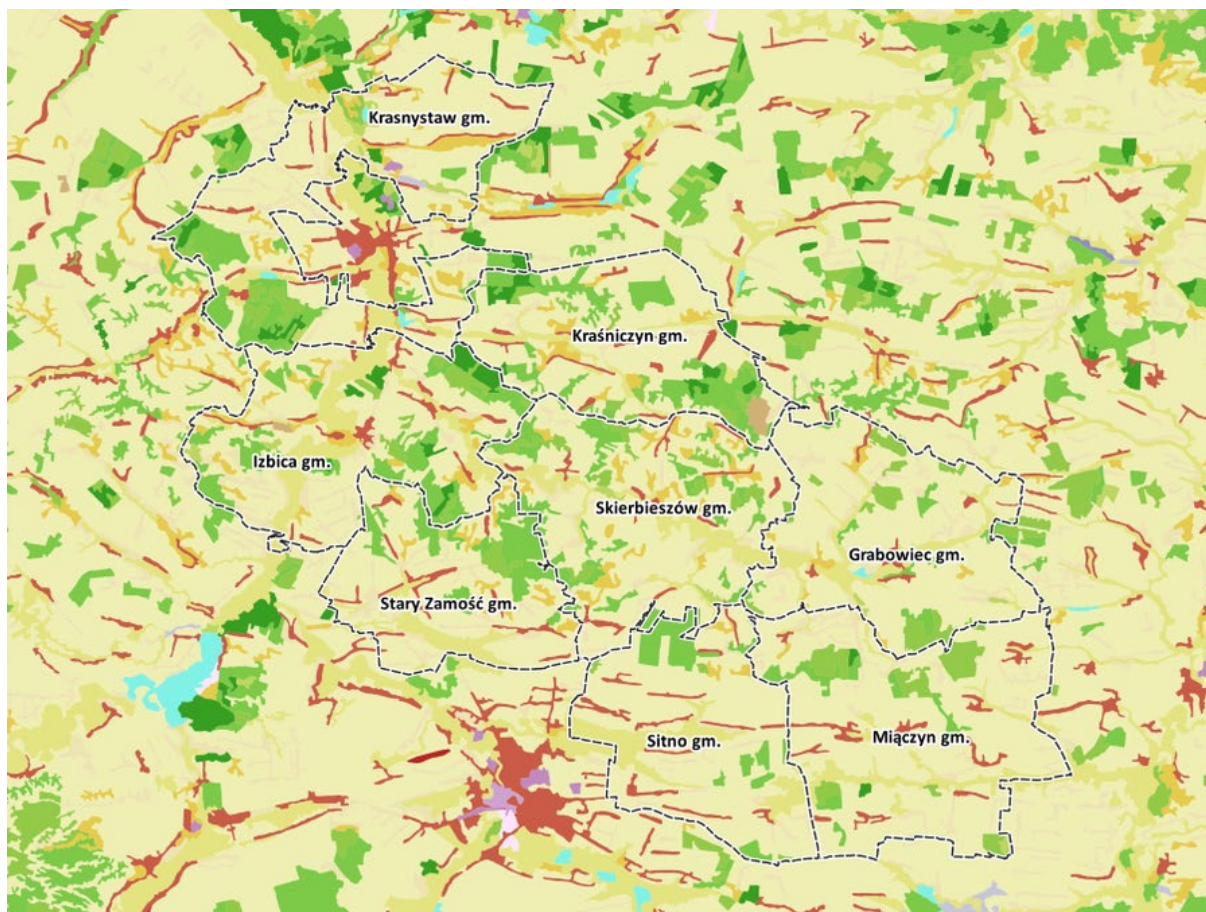 Krasnystaw gm.
Kraśniczyn gm.
Izbica gm.
Skierbieszów gm.
Grabowiec gm.
Stary Zamość gm.
Sitno gm.
Miączyn gm.